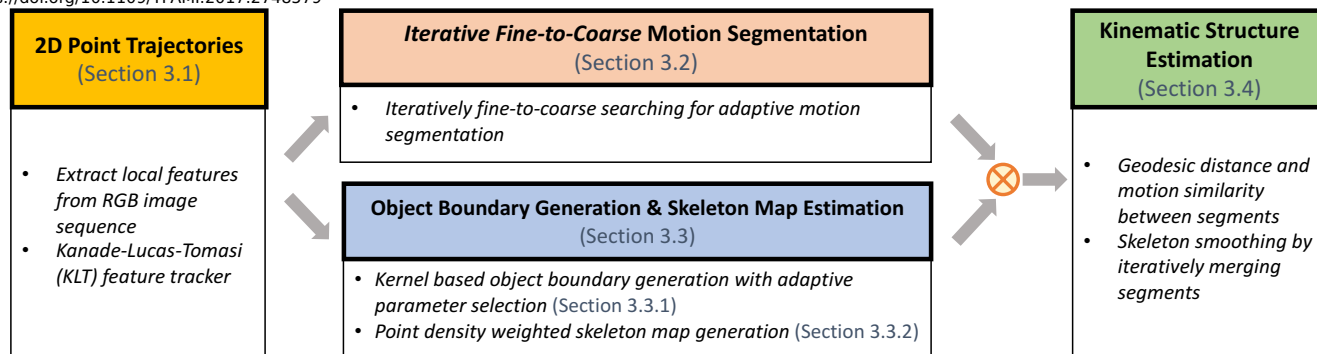 2D Point Trajectories
(Section 3.1)
• Extract local features
from RGB image
sequence
• Kanade-Lucas-Tomasi
(KLT) feature tracker
Iterative Fine-to-Coarse Motion Segmentation
(Section 3.2)
• Iteratively fine-to-coarse searching for adaptive motion
segmentation
Object Boundary Generation & Skeleton Map Estimation
(Section 3.3)
• Kernel based object boundary generation with adaptive
parameter selection (Section 3.3.1)
• Point density weighted skeleton map generation (Section 3.3.2)
Kinematic Structure
Estimation
(Section 3.4)
• Geodesic distance and
motion similarity
between segments
• Skeleton smoothing by
iteratively merging
segments